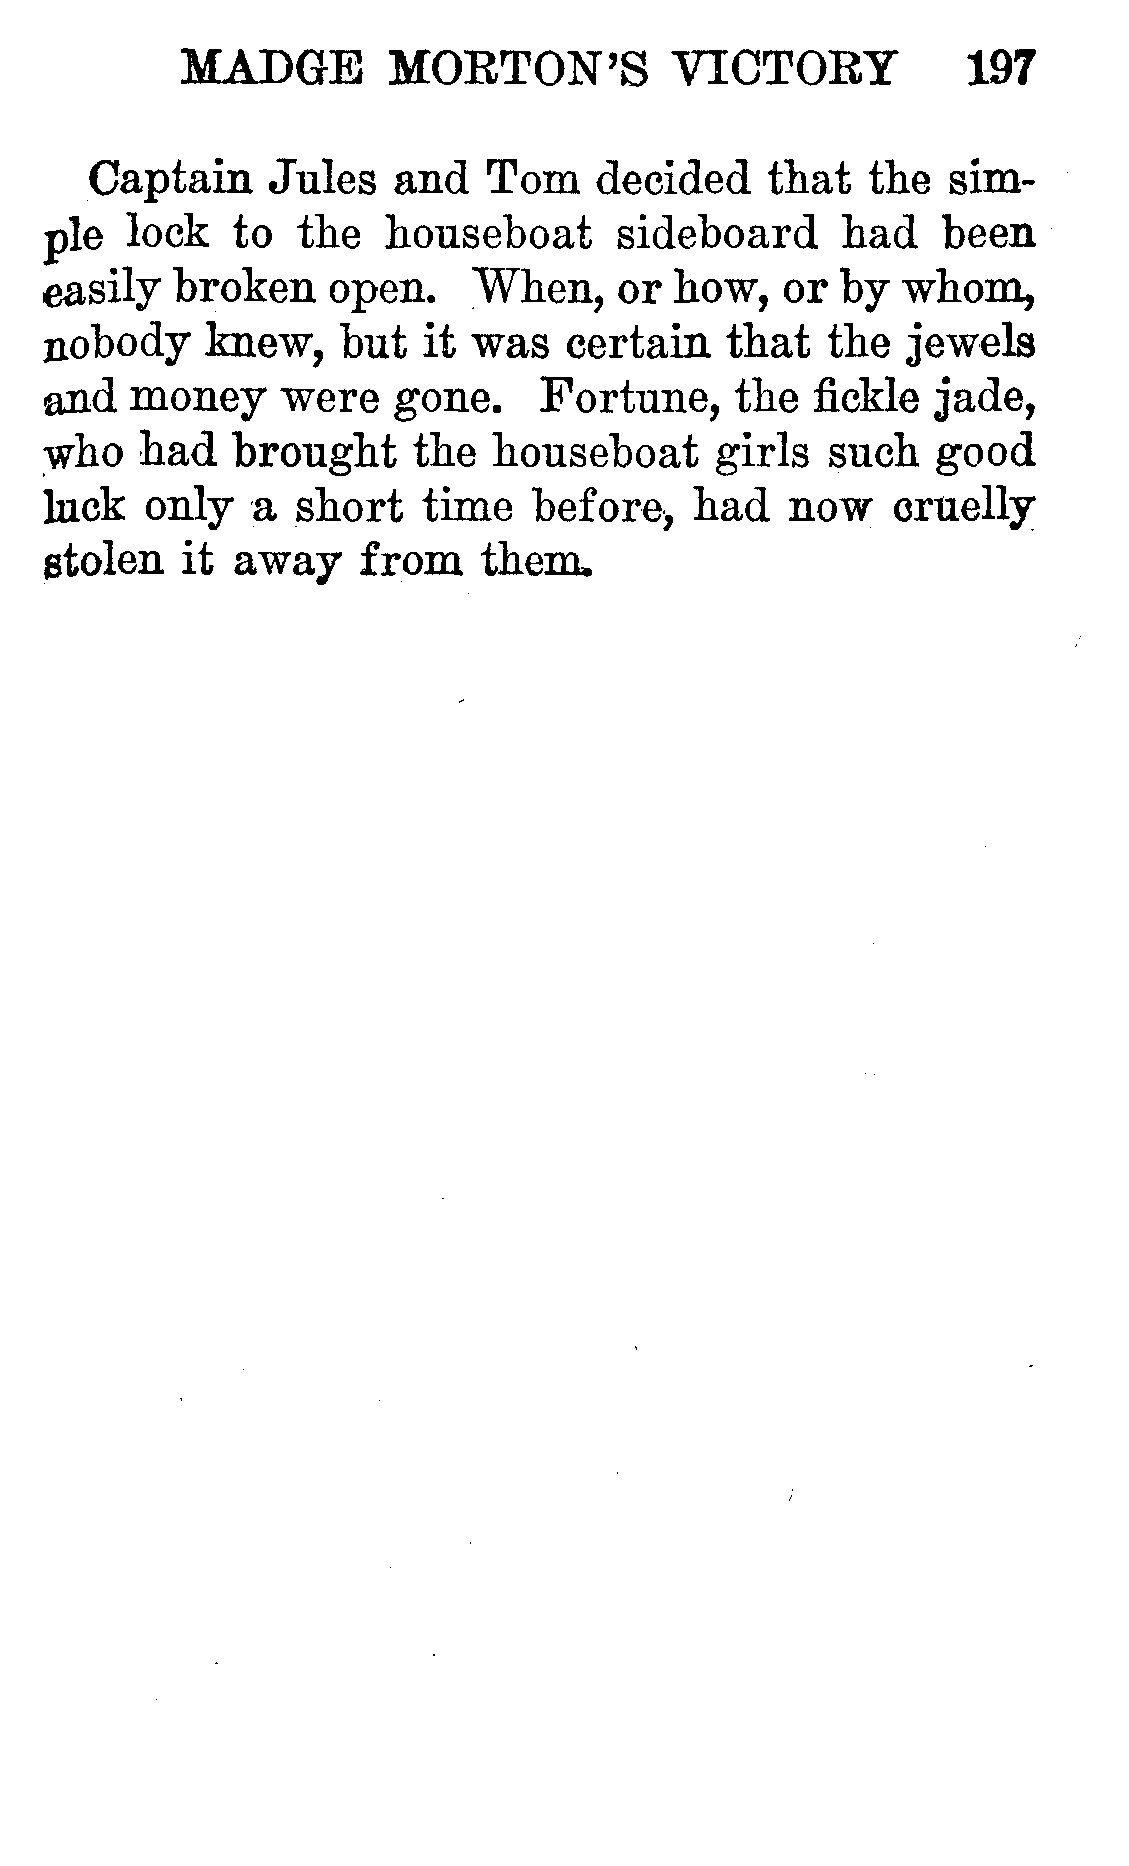 MADGE MORTON'S VICTORY 197
Captain Jules and Tom decided that the sim-
ple lock to the houseboat sideboard had been
easily broken open. When, or how, or by whom,
nobody knew, but it was certain that the jewels
and money were gone. Fortune, the fickle jade,
who had brought the houseboat girls such good
luck only a short time before, had now cruelly
stolen it away from them.